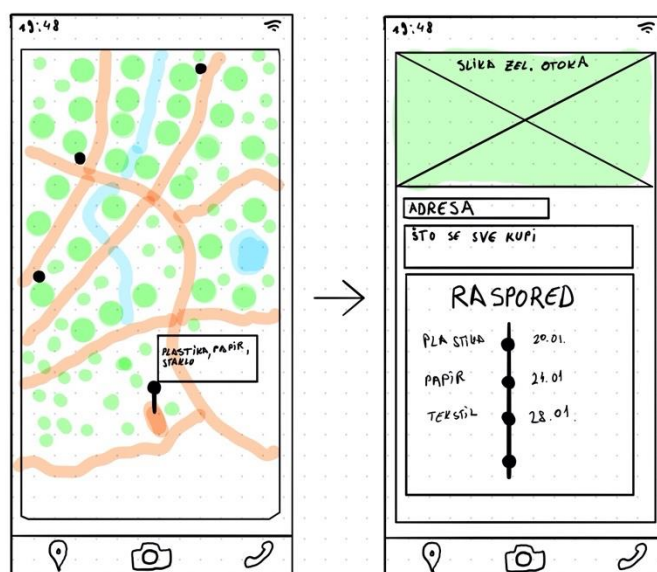 19:48
PLASTIKA, PAPIR,
STAKLO
19:48
SLIKA ZEL. OTOKA
ADRESA
ŠTO SE SVE KUPI
RASPORED
PLASTIKA 20.01.
PAPIR 24.01
TEKSTIL 28.01.